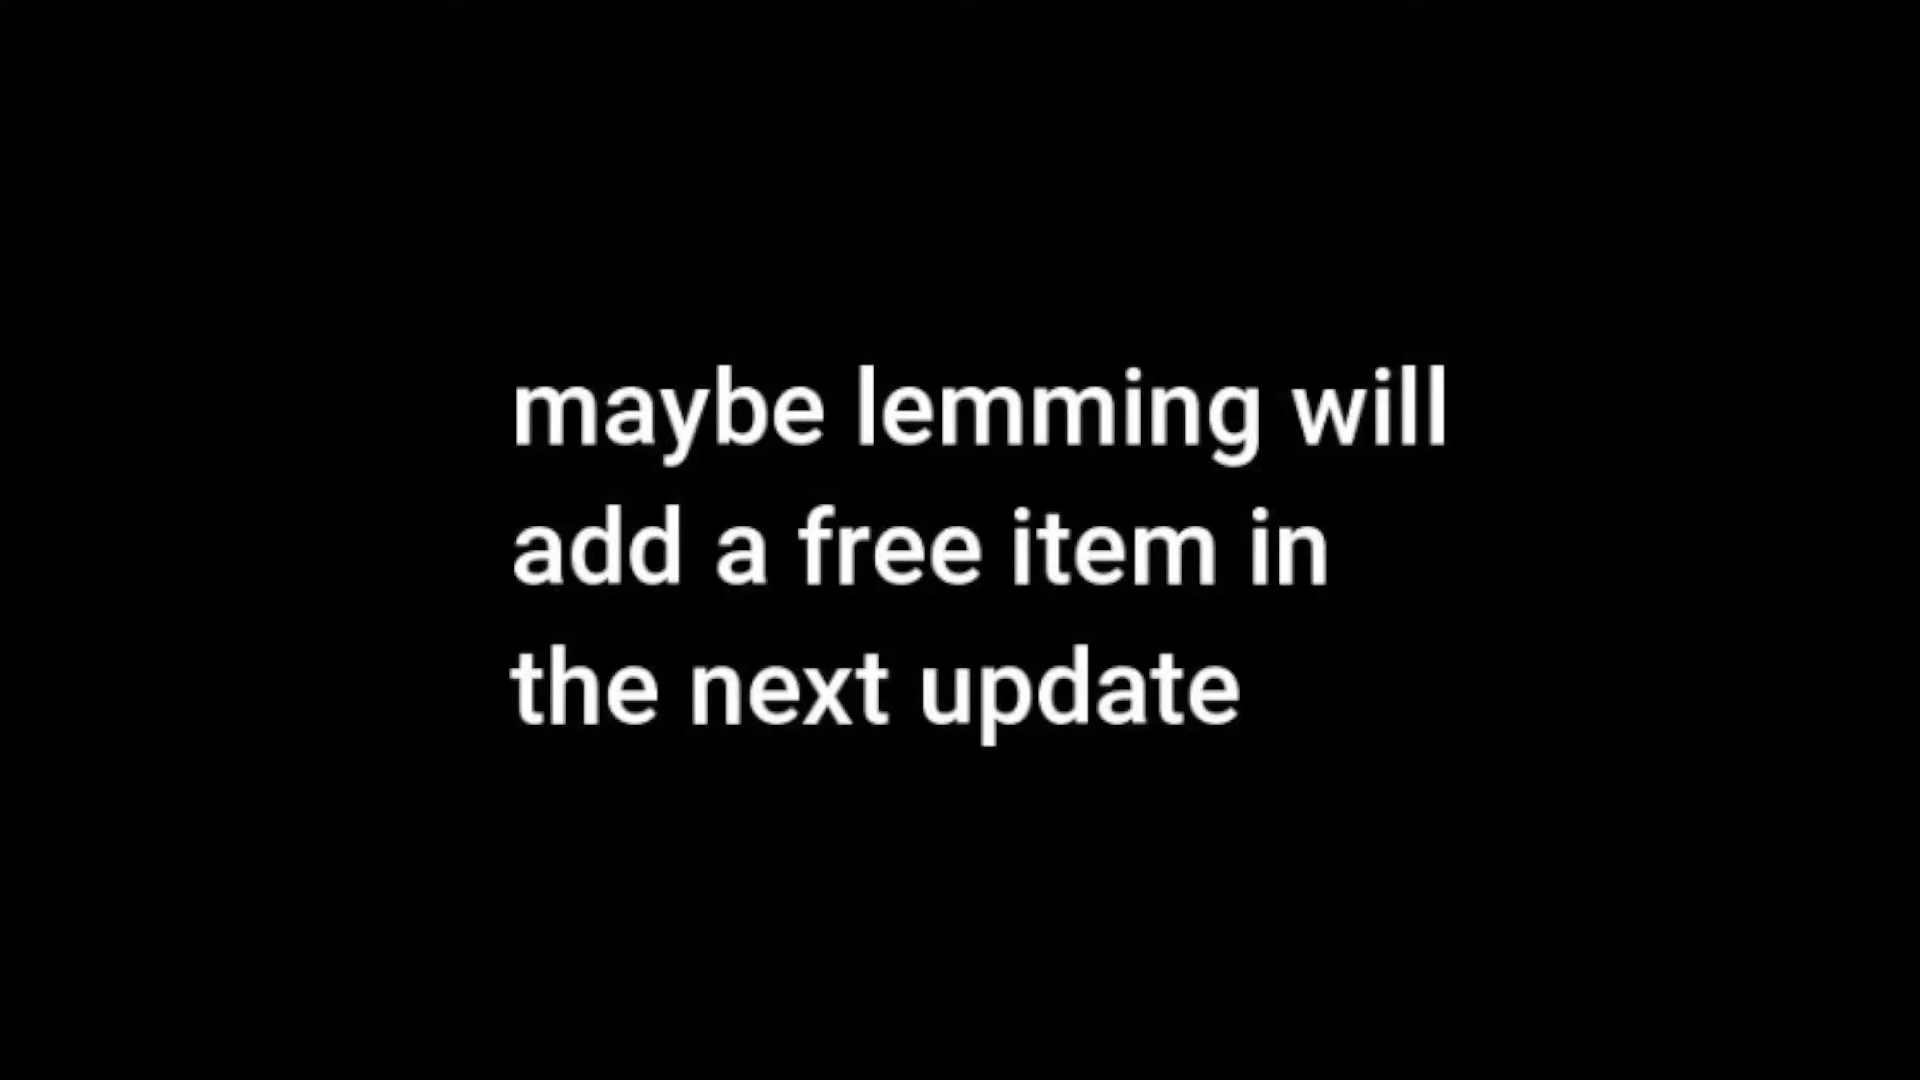 maybe lemming will
add a free item in
the next update